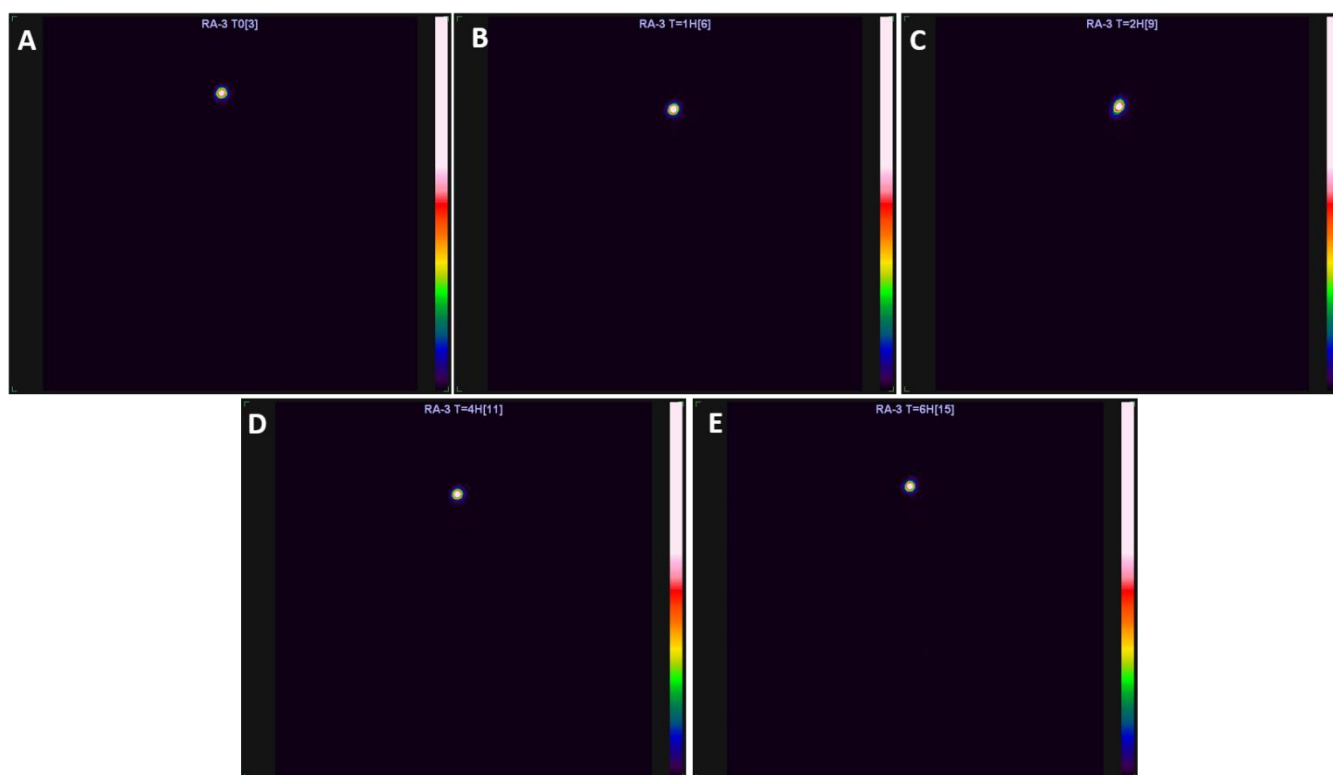 A
RA-3 T0[3]
B
RA-3 T=1H[6]
C
RA-3 T=2H[9]
D
RA-3 T=4H[11]
E
RA-3 T=6H[15]